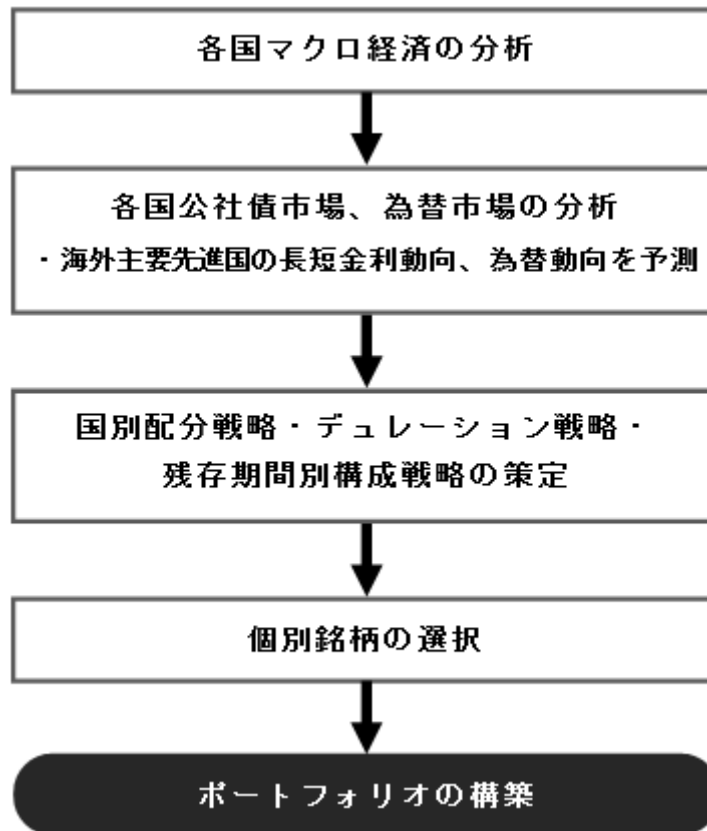 各国マクロ経済の分析
各国公社債市場、為替市場の分析
・海外主要先進国の長短金利動向、為替動向を予測
国別配分戦略・デュレーション戦略・
残存期間別構成戦略の策定
個別銘柄の選択
ポートフォリオの構築